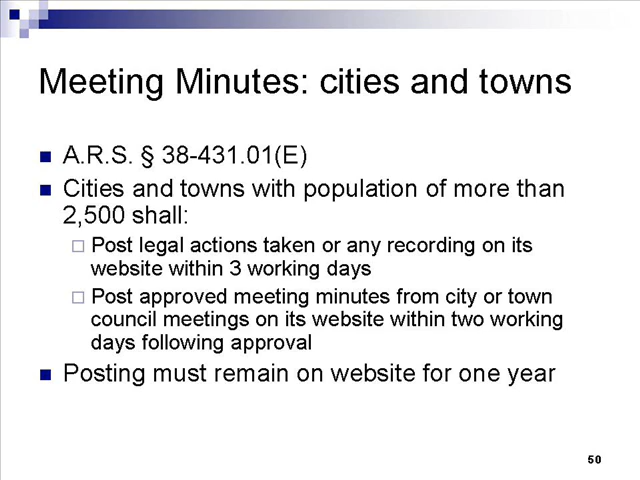 Meeting Minutes: cities and towns
A.R.S. § 38-431.01(E)
Cities and towns with population of more than
2,500 shall:
Post legal actions taken or any recording on its
website within 3 working days
Post approved meeting minutes from city or town
council meetings on its website within two working
days following approval
Posting must remain on website for one year
50